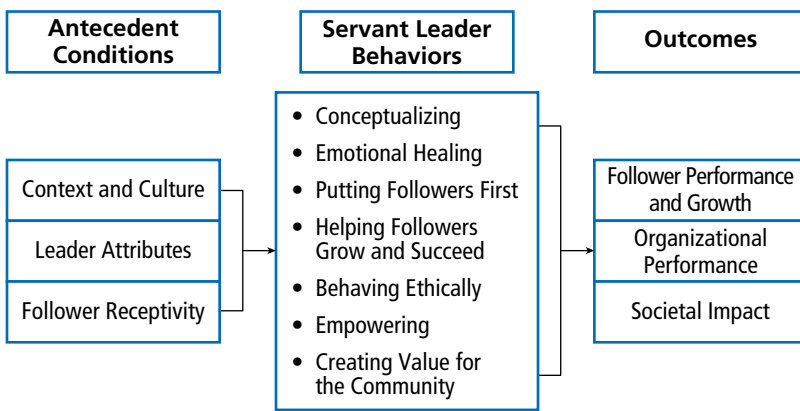 Antecedent
Conditions
Servant Leader
Behaviors
Outcomes
Context and Culture
Leader Attributes
Follower Receptivity
• Conceptualizing
• Emotional Healing
• Putting Followers First
• Helping Followers
Grow and Succeed
• Behaving Ethically
• Empowering
• Creating Value for
the Community
Follower Performance
and Growth
Organizational
Performance
Societal Impact